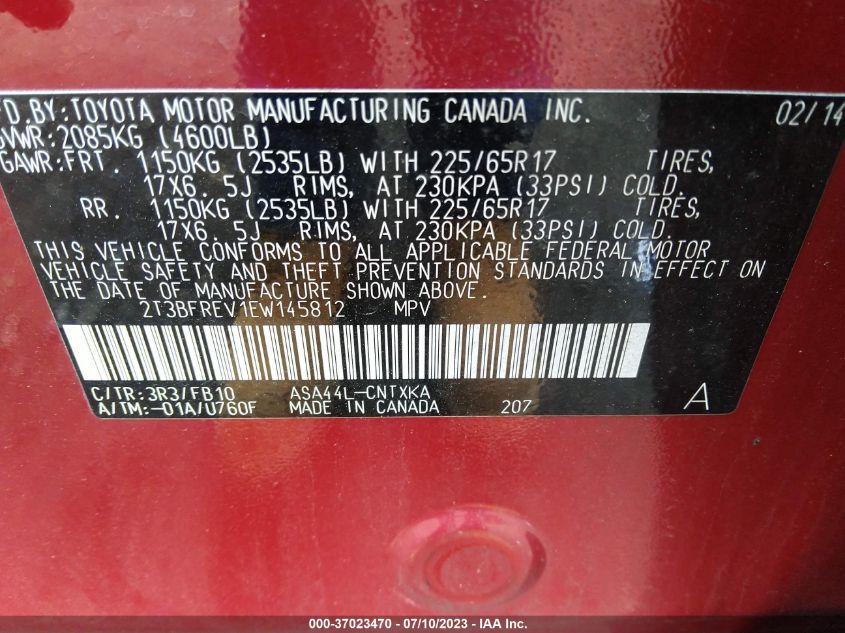 FD.BY:TOYOTA MOTOR MANUFACTURING CANADA INC. 02/14
GVWR:2085KG (4600LB)
GAWR:FRT. 1150KG (2535LB) WITH 225/65R17 TIRES,
17X6.5J RIMS, AT 230KPA (33PSI) COLD.
RR. 1150KG (2535LB) WITH 225/65R17 TIRES,
17X6.5J RIMS, AT 230KPA (33PSI) COLD.
THIS VEHICLE CONFORMS TO ALL APPLICABLE FEDERAL MOTOR
VEHICLE SAFETY AND THEFT PREVENTION STANDARDS IN EFFECT ON
THE DATE OF MANUFACTURE SHOWN ABOVE.
2T3BFREV1EW145812 MPV
C/TR:3R3/FB10 ASA44L-CNTXKA
A/TM:-01A/U760F MADE IN CANADA 207 A
000-37023470 - 07/10/2023 - IAA Inc.